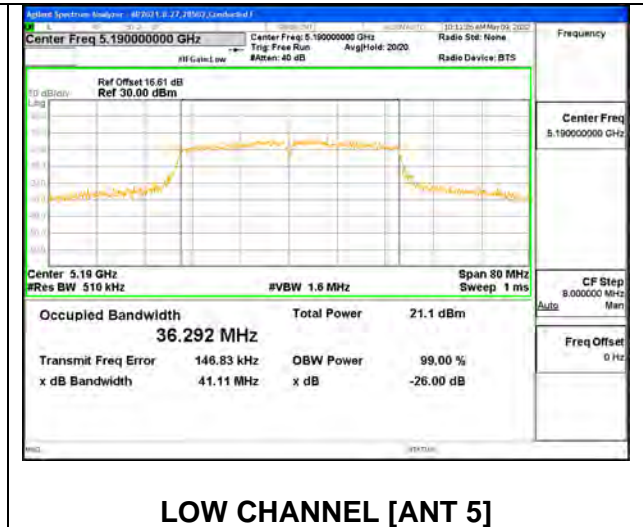 Agilent Spectrum Analyzer
Center Freq 5.190000000 GHz
#IFGain:Low
Center Freq: 5.190000000 GHz
Trig: Free Run
Avg|Hold: 20/20
#Atten: 40 dB
Radio Std: None
Radio Device: BTS
Frequency
Ref Offset 16.61 dB
10 dB/div
Ref 30.00 dBm
Log
Center Freq
5.190000000 GHz
Center 5.19 GHz
Span 80 MHz
#Res BW 510 kHz
#VBW 1.6 MHz
Sweep 1 ms
CF Step
8.000000 MHz
Auto Man
Occupied Bandwidth
36.292 MHz
Total Power
21.1 dBm
Transmit Freq Error
146.83 kHz
OBW Power
99.00 %
x dB Bandwidth
41.11 MHz
x dB
-26.00 dB
Freq Offset
0 Hz
MSG
STATUS
LOW CHANNEL [ANT 5]